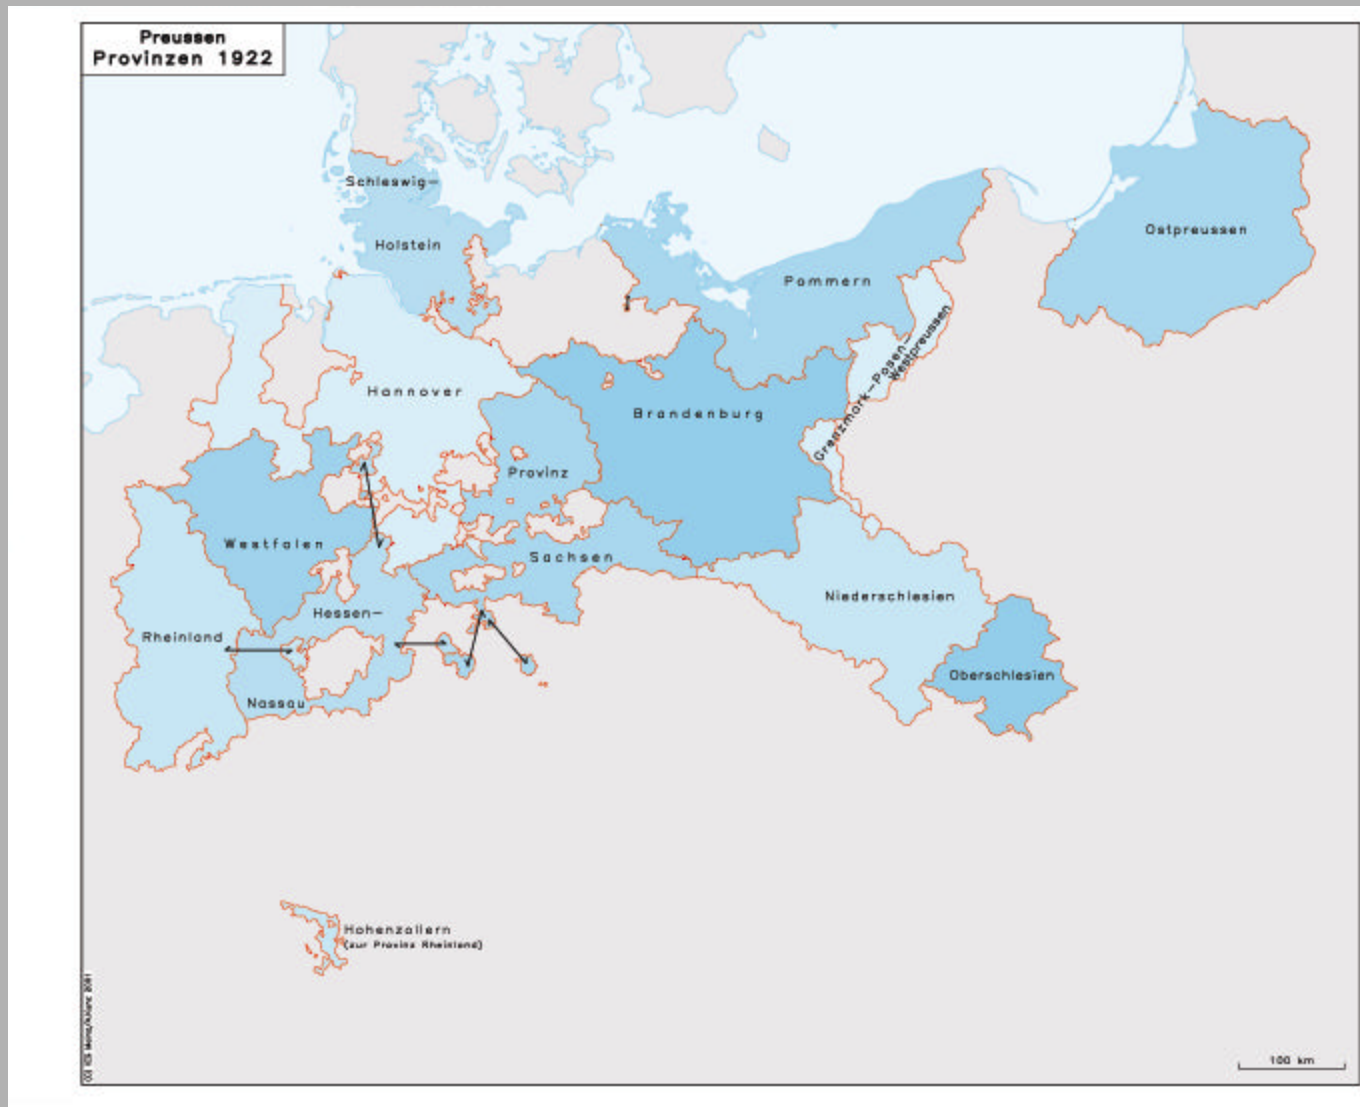 Preussen
Provinzen 1922
Schleswig-
Holstein
Ostpreussen
Pommern
Grenzmark-Posen-
Westpreussen
Hannover
Brandenburg
Provinz
Sachsen
Westfalen
Hessen-
Nassau
Rheinland
Niederschlesien
Oberschlesien
Hohenzollern
(zur Provinz Rheinland)
100 km